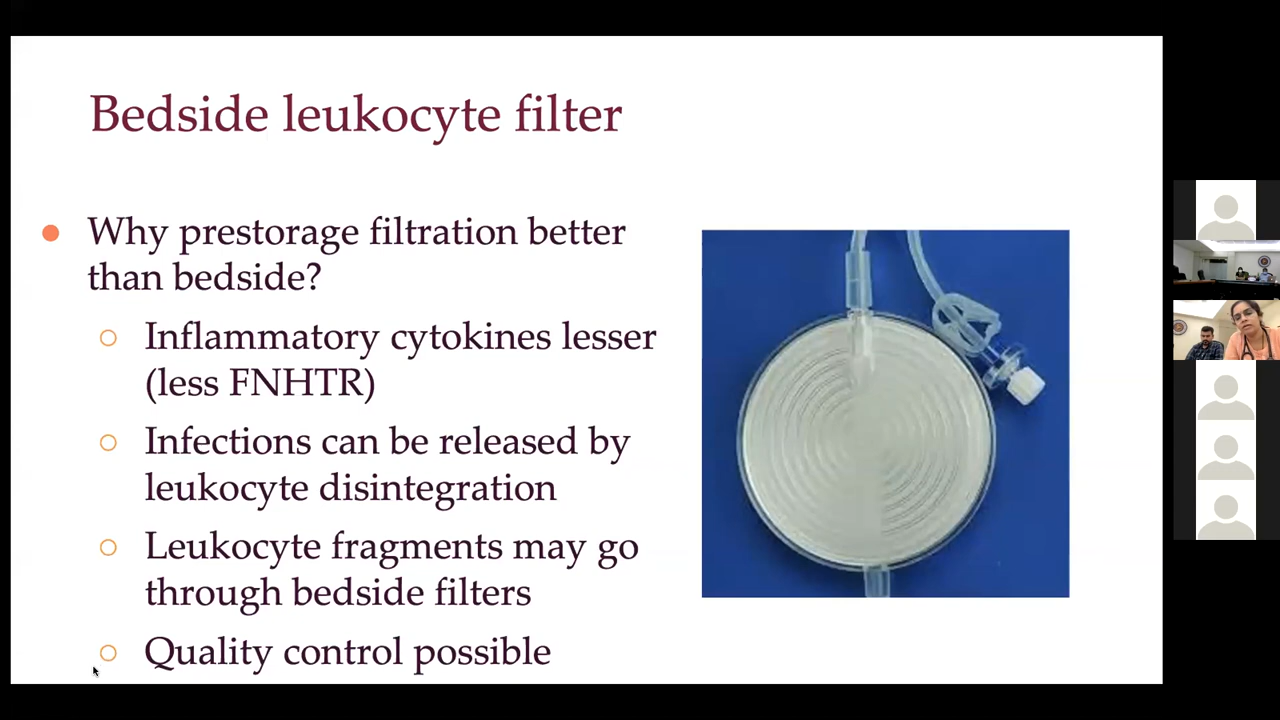 Bedside leukocyte filter
Why prestorage filtration better
than bedside?
Inflammatory cytokines lesser
(less FNHTR)
Infections can be released by
leukocyte disintegration
Leukocyte fragments may go
through bedside filters
Quality control possible